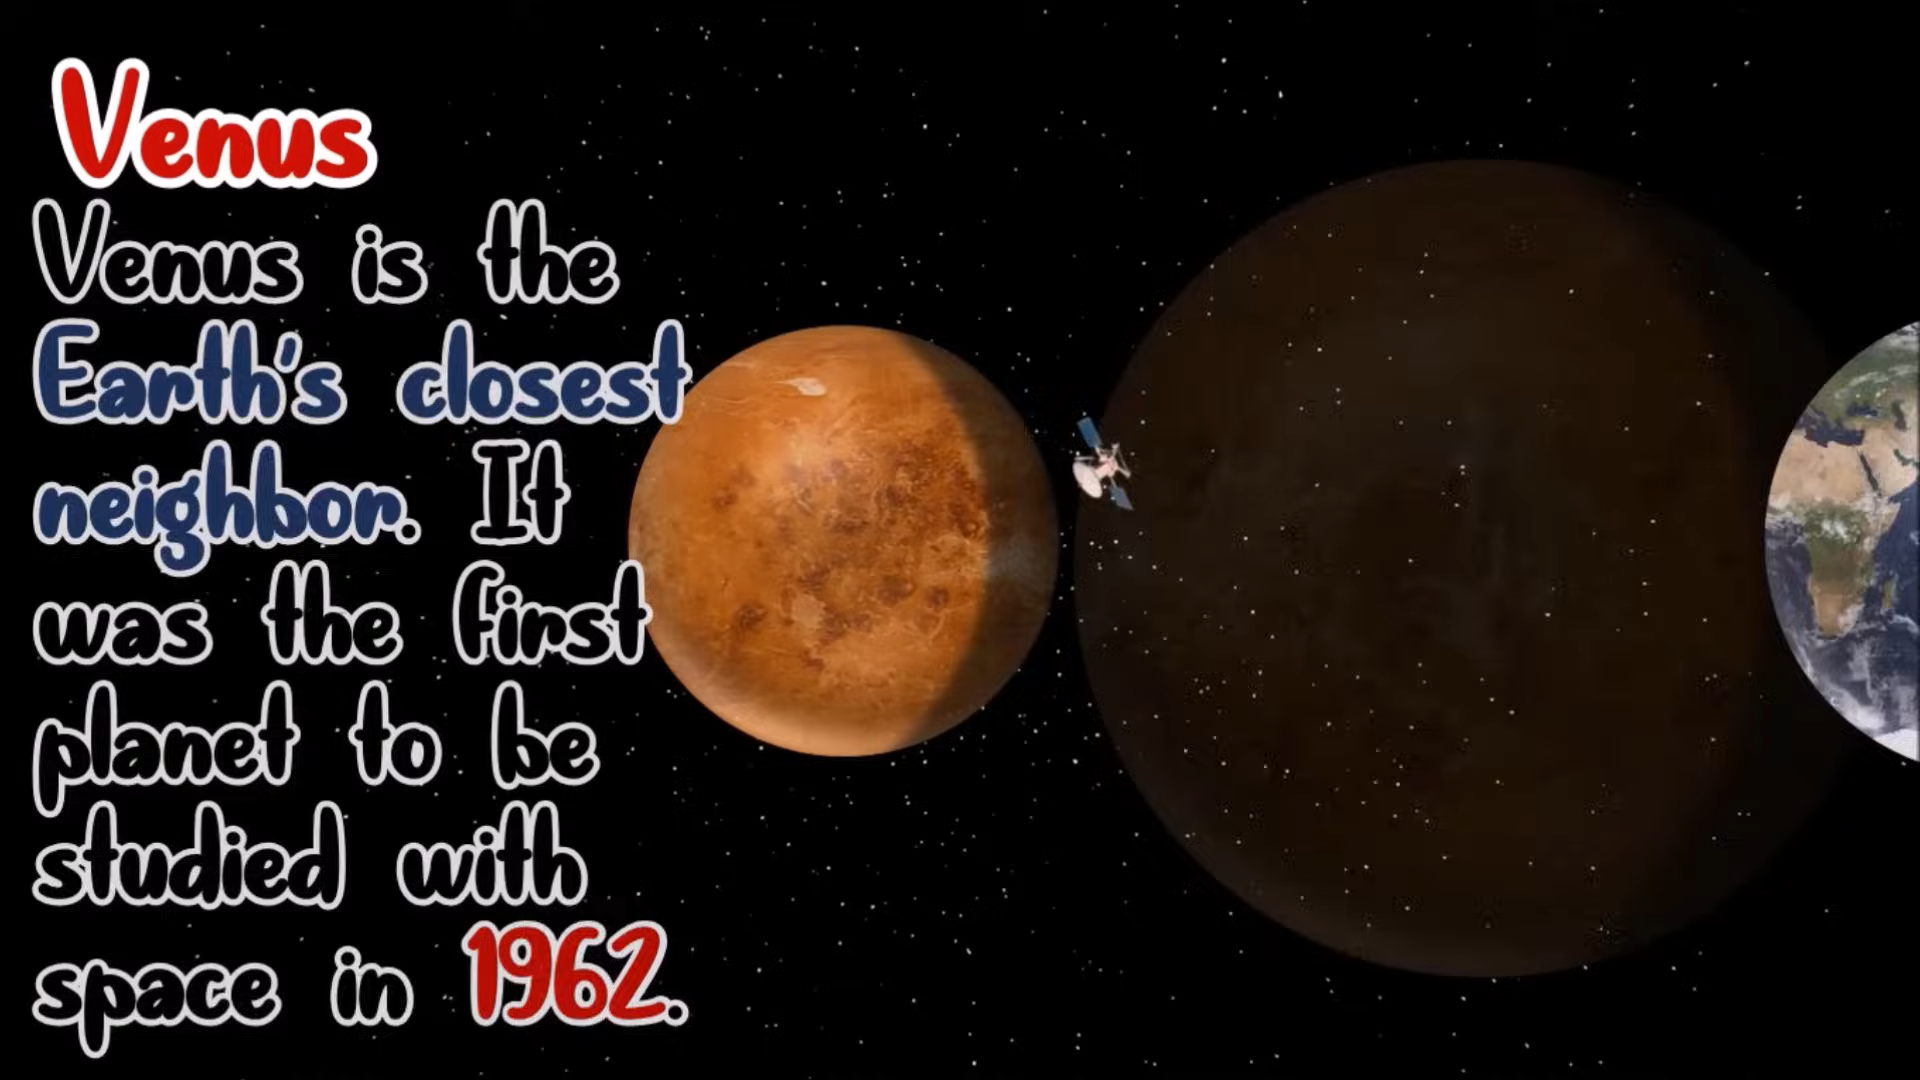 Venus
Venus is the
Earth's closest
neighbor. It
was the first
planet to be
studied with
space in 1962.